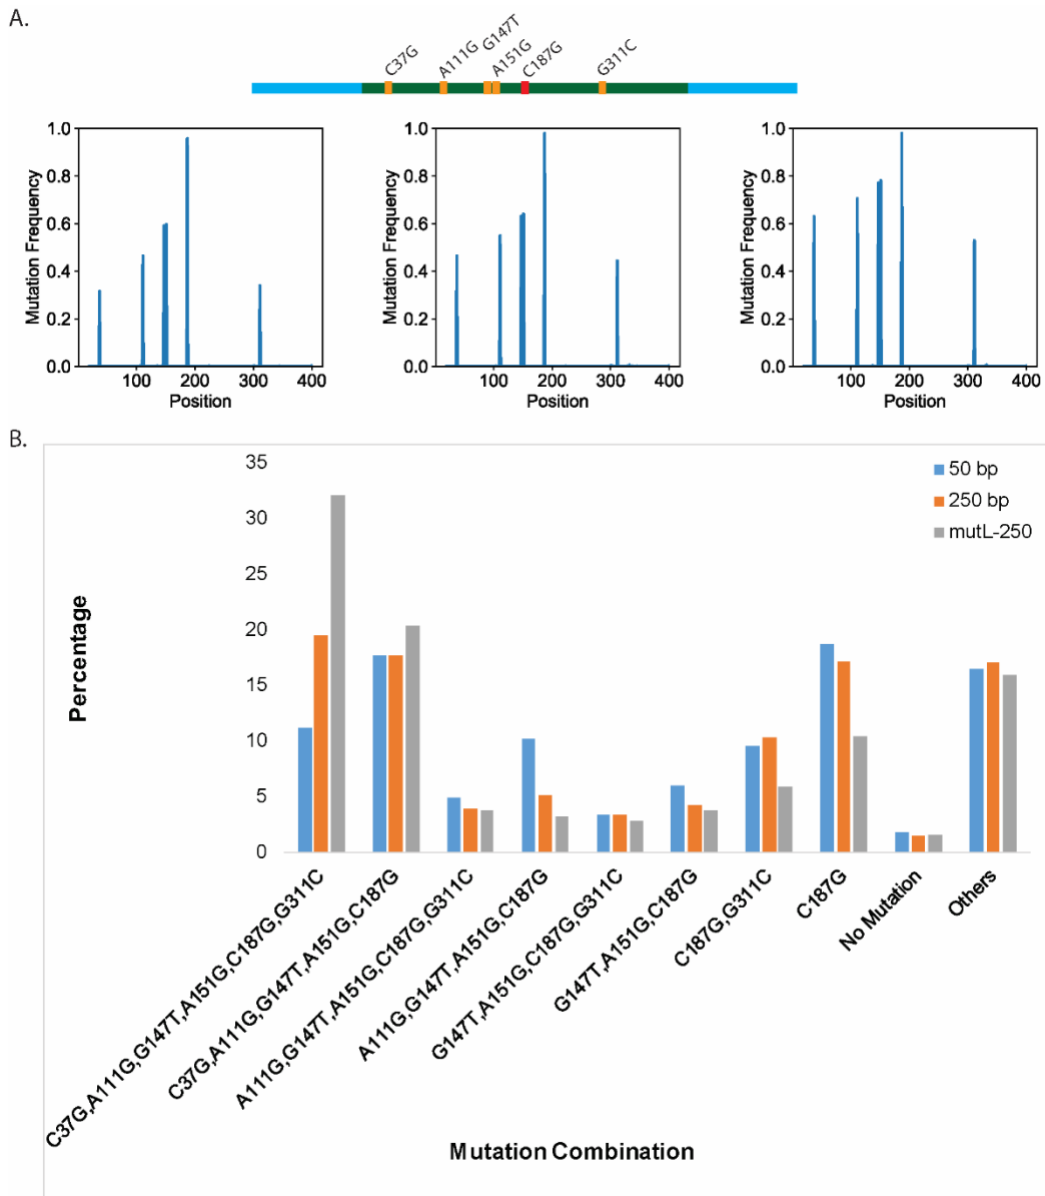 A.
C37G
A111G
G147T
A151G
C187G
G311C
1.0
0.8
0.6
0.4
0.2
0.0
Mutation Frequency
100 200 300 400
Position
1.0
0.8
0.6
0.4
0.2
0.0
Mutation Frequency
100 200 300 400
Position
1.0
0.8
0.6
0.4
0.2
0.0
Mutation Frequency
100 200 300 400
Position
B.
35
30
25
20
15
10
5
0
Percentage
50 bp
250 bp
mutL-250
C37G,A111G,G147T,A151G,C187G,G311C
C37G,A111G,G147T,A151G,C187G
A111G,G147T,A151G,C187G,G311C
A111G,G147T,A151G,C187G
G147T,A151G,C187G,G311C
G147T,A151G,C187G
C187G,G311C
C187G
No Mutation
Others
Mutation Combination